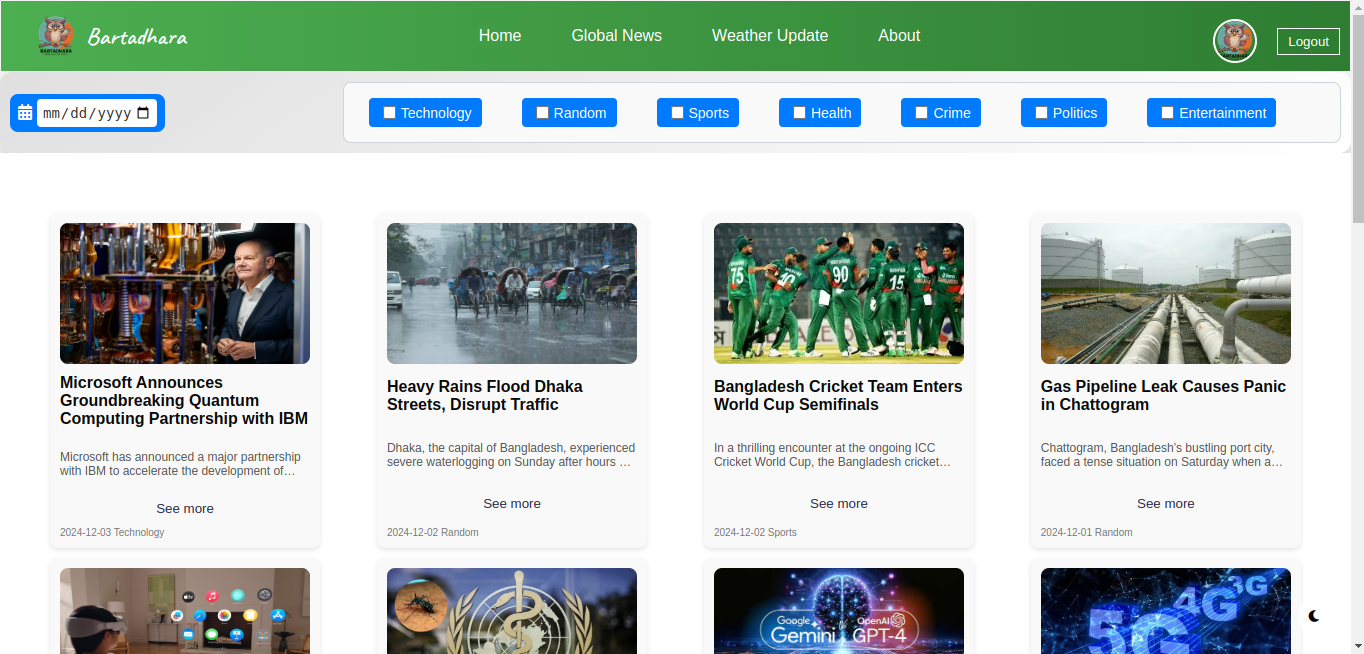 BARTADHARA
Bartadhara
Home
Global News
Weather Update
About
Logout
mm/dd/yyyy
Technology
Random
Sports
Health
Crime
Politics
Entertainment
75
10
90
15
Microsoft Announces
Groundbreaking Quantum
Computing Partnership with IBM
Microsoft has announced a major partnership
with IBM to accelerate the development of…
See more
2024-12-03 Technology
Heavy Rains Flood Dhaka
Streets, Disrupt Traffic
Dhaka, the capital of Bangladesh, experienced
severe waterlogging on Sunday after hours …
See more
2024-12-02 Random
Bangladesh Cricket Team Enters
World Cup Semifinals
In a thrilling encounter at the ongoing ICC
Cricket World Cup, the Bangladesh cricket…
See more
2024-12-02 Sports
Gas Pipeline Leak Causes Panic
in Chattogram
Chattogram, Bangladesh's bustling port city,
faced a tense situation on Saturday when a…
See more
2024-12-01 Random
Google
Gemini
OpenAI
GPT-4
3G
4G
5G